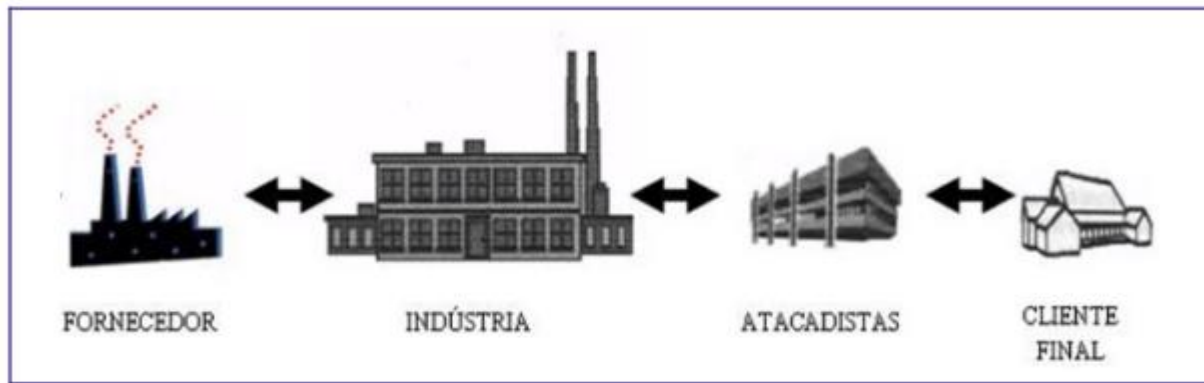 FORNECEDOR
INDÚSTRIA
ATACADISTAS
CLIENTE
FINAL